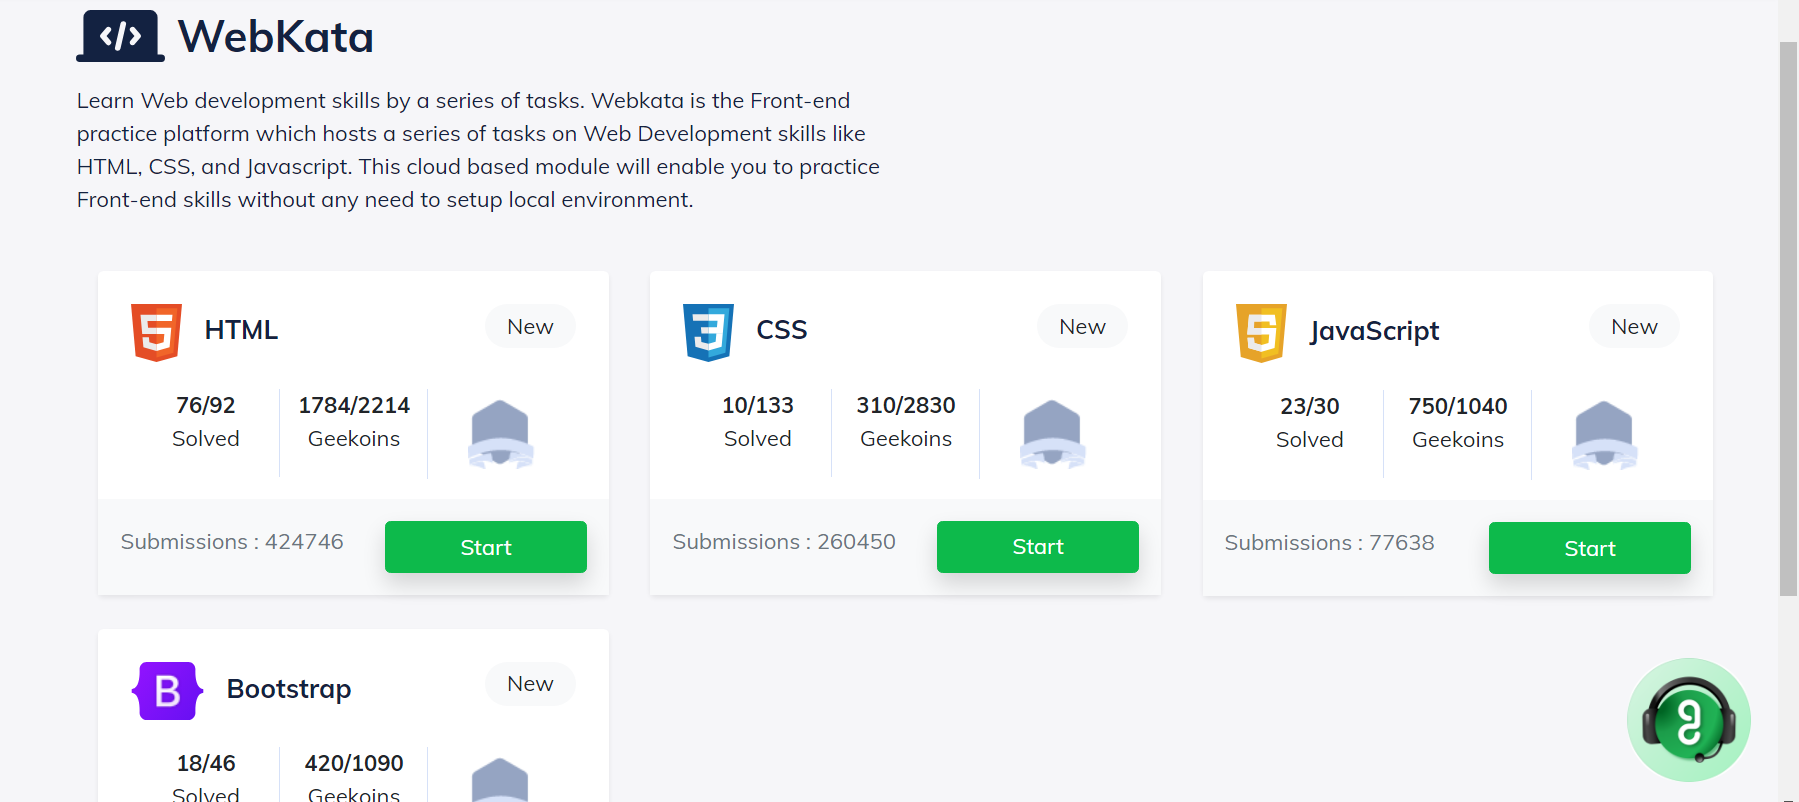 WebKata
Learn Web development skills by a series of tasks. Webkata is the Front-end
practice platform which hosts a series of tasks on Web Development skills like
HTML, CSS, and Javascript. This cloud based module will enable you to practice
Front-end skills without any need to setup local environment.
HTML
New
76/92
Solved
1784/2214
Geekoins
Submissions : 424746
Start
CSS
New
10/133
Solved
310/2830
Geekoins
Submissions : 260450
Start
JavaScript
New
23/30
Solved
750/1040
Geekoins
Submissions : 77638
Start
B
Bootstrap
New
18/46
Solved
420/1090
Geekoins